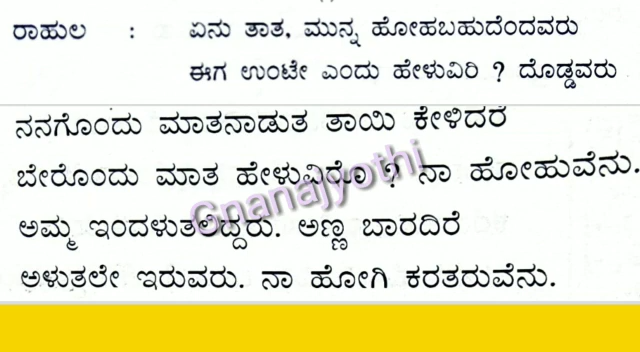 ರಾಹುಲ : ಏನು ತಾತ, ಮುನ್ನ ಹೋಹಬಹುದೆಂದವರು
ಈಗ ಉಂಟೇ ಎಂದು ಹೇಳುವಿರಿ ? ದೊಡ್ಡವರು
ನನಗೊಂದು ಮಾತನಾಡುತ ತಾಯಿ ಕೇಳಿದರೆ
ಬೇರೊಂದು ಮಾತ ಹೇಳುವಿರೊ ? ನಾ ಹೋಹುವೆನು.
ಅಮ್ಮ ಇಂದಳುತಲಿದ್ದರು. ಅಣ್ಣ ಬಾರದಿರೆ
ಅಳುತಲೇ ಇರುವರು. ನಾ ಹೋಗಿ ಕರತರುವೆನು.
Gnanajyothi